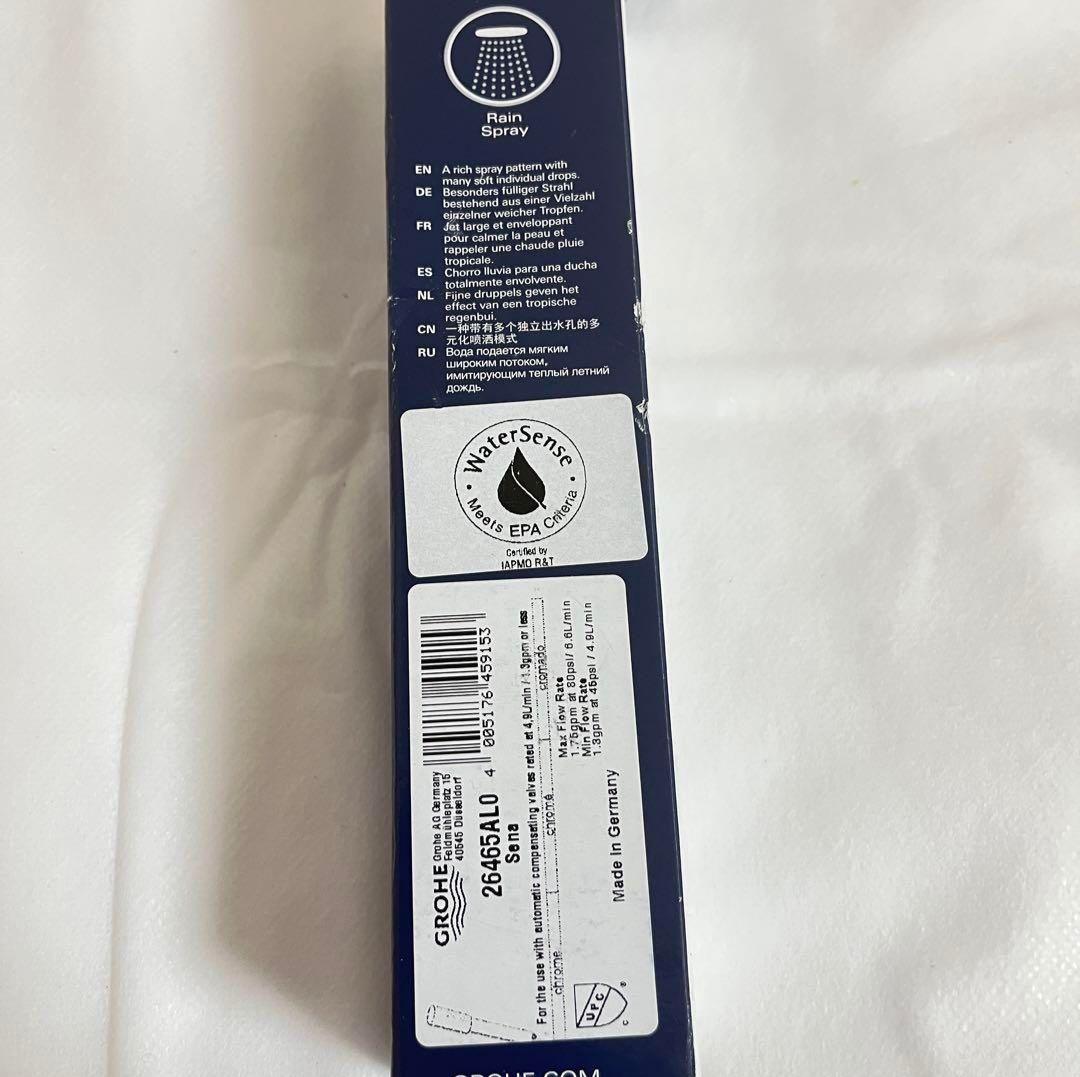 Rain
Spray
EN A rich spray pattern with
many soft individual drops.
DE Besonders fülliger Strahl
bestehend aus einer Vielzahl
einzelner weicher Tropfen.
FR Jet large et enveloppant
pour calmer la peau et
rappeler une chaude pluie
tropicale.
ES Chorro lluvia para una ducha
totalmente envolvente.
NL Fijne druppels geven het
effect van een tropische
regenbui.
CN 一种带有多个独立出水孔的多
元化喷洒模式
RU Вода подается мягким
широким потоком,
имитирующим теплый летний
дождь.
WaterSense
Meets EPA Criteria
Certified by
IAPMO R&T
GROHE
Grohe AG Germany
Feldmühleplatz 15
40545 Düsseldorf
4 005176 459153
26465AL0
Sena
For the use with automatic compensating valves rated at 4,9L/min / 1.3gpm or less
chrome chrome cromado
Max Flow Rate
1.75gpm at 80psi/ 6.6L/min
Min Flow Rate
1.3gpm at 45psi / 4.9L/min
Made in Germany
UPC
®
c
GROHE.COM